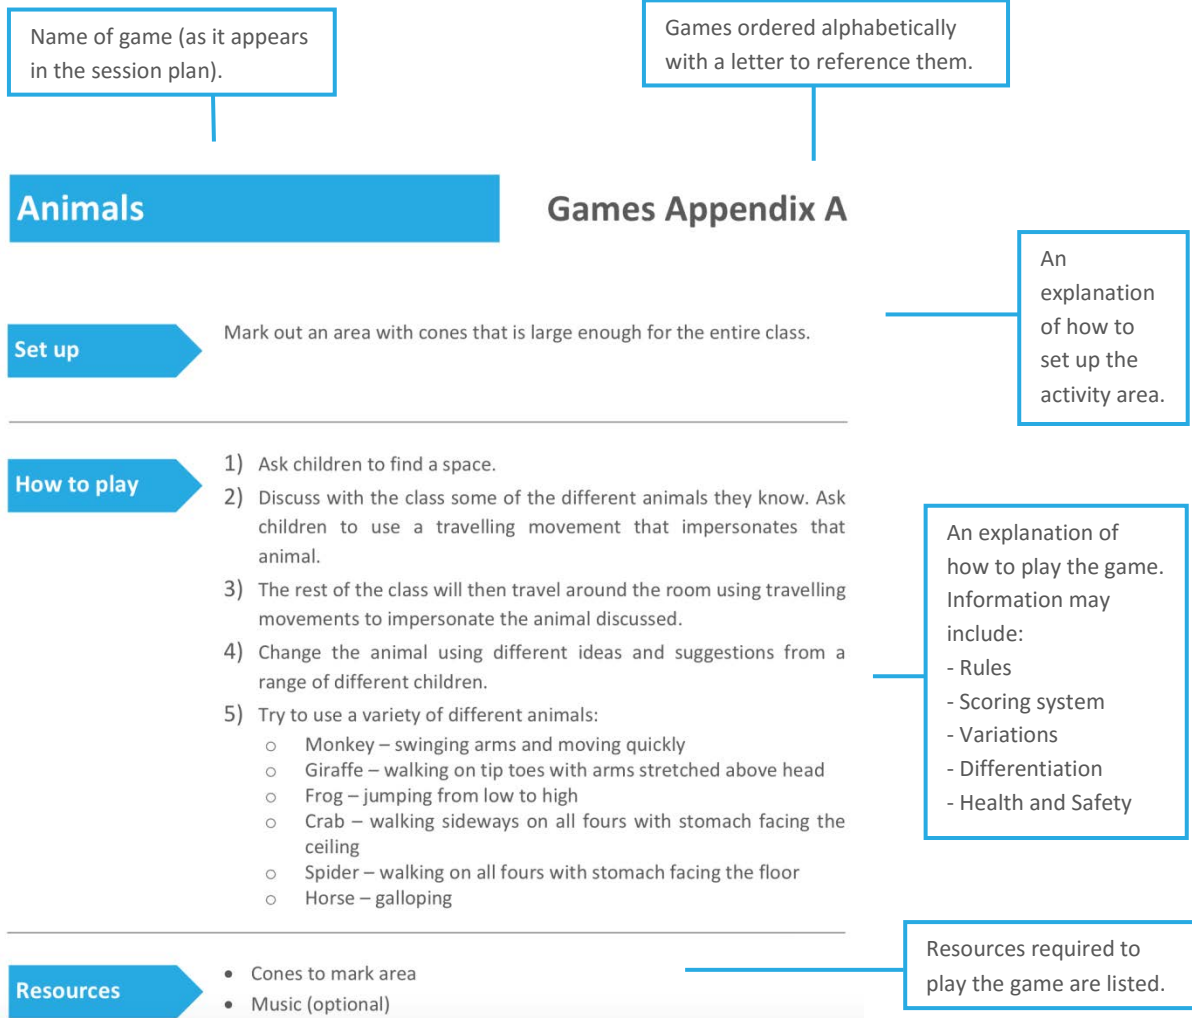 Name of game (as it appears
in the session plan).
Games ordered alphabetically
with a letter to reference them.
Animals
Games Appendix A
An
explanation
of how to
set up the
activity area.
Set up
Mark out an area with cones that is large enough for the entire class.
How to play
1) Ask children to find a space.
2) Discuss with the class some of the different animals they know. Ask
children to use a travelling movement that impersonates that
animal.
3) The rest of the class will then travel around the room using travelling
movements to impersonate the animal discussed.
4) Change the animal using different ideas and suggestions from a
range of different children.
5) Try to use a variety of different animals:
o Monkey – swinging arms and moving quickly
o Giraffe – walking on tip toes with arms stretched above head
o Frog – jumping from low to high
o Crab – walking sideways on all fours with stomach facing the
ceiling
o Spider – walking on all fours with stomach facing the floor
o Horse – galloping
An explanation of
how to play the game.
Information may
include:
- Rules
- Scoring system
- Variations
- Differentiation
- Health and Safety
Resources
• Cones to mark area
• Music (optional)
Resources required to
play the game are listed.